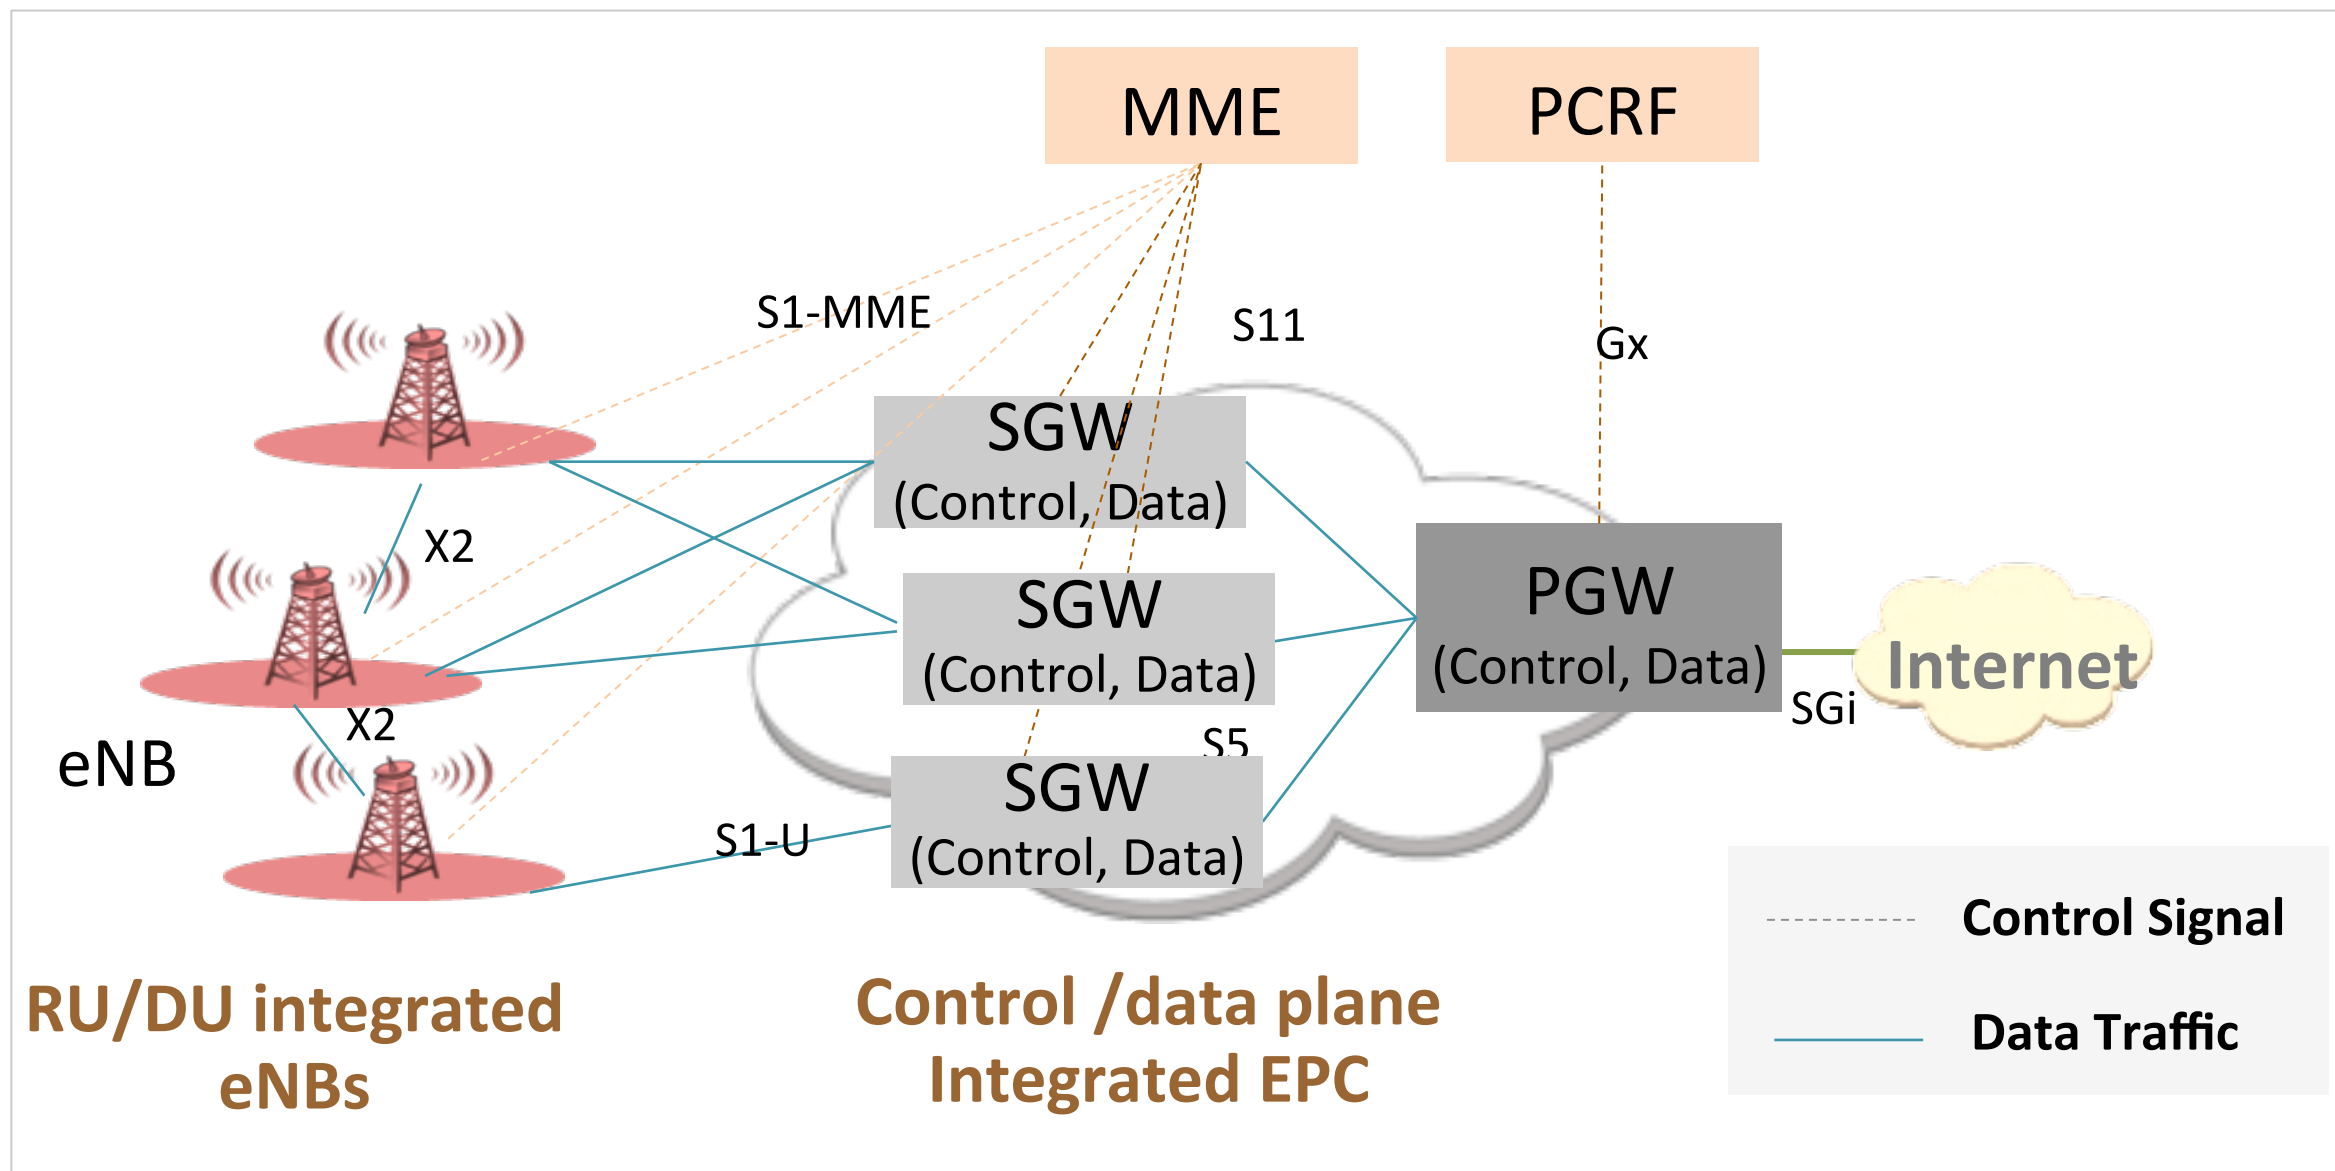 MME
PCRF
S1-MME
S11
Gx
SGW
(Control, Data)
X2
SGW
(Control, Data)
PGW
(Control, Data)
Internet
SGi
X2
eNB
S5
SGW
(Control, Data)
S1-U
Control Signal
Data Traffic
RU/DU integrated
eNBs
Control /data plane
Integrated EPC